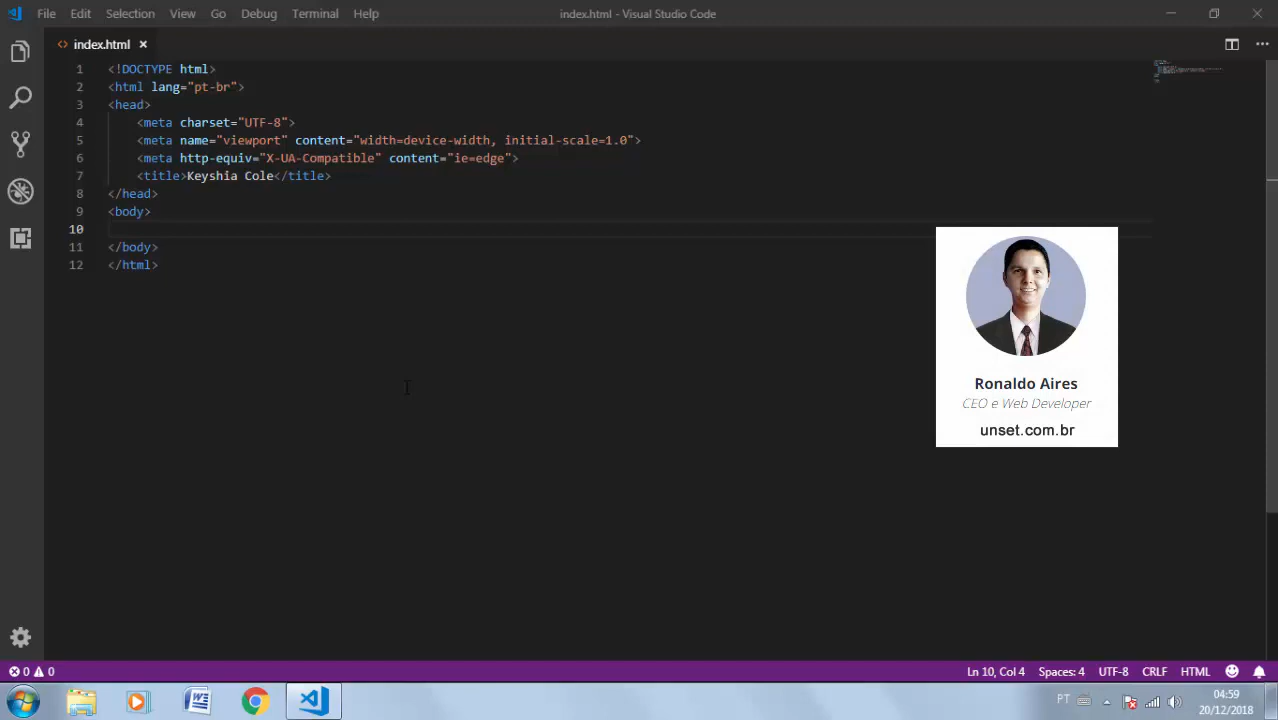 File Edit Selection View Go Debug Terminal Help index.html - Visual Studio Code
<> index.html ×
1 <!DOCTYPE html>
2 <html lang="pt-br">
3 <head>
4 <meta charset="UTF-8">
5 <meta name="viewport" content="width=device-width, initial-scale=1.0">
6 <meta http-equiv="X-UA-Compatible" content="ie=edge">
7 <title>Keyshia Cole</title>
8 </head>
9 <body>
10
11 </body>
12 </html>
Ronaldo Aires
CEO e Web Developer
unset.com.br
0 0 Ln 10, Col 4 Spaces: 4 UTF-8 CRLF HTML
PT 04:59
20/12/2018